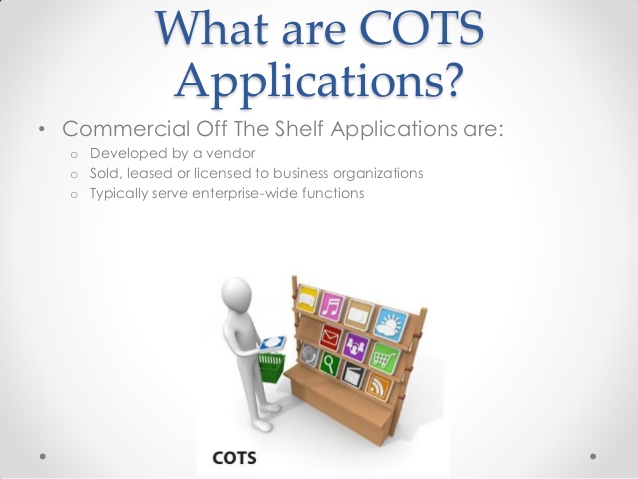 What are COTS
Applications?
• Commercial Off The Shelf Applications are:
o Developed by a vendor
o Sold, leased or licensed to business organizations
o Typically serve enterprise-wide functions
COTS